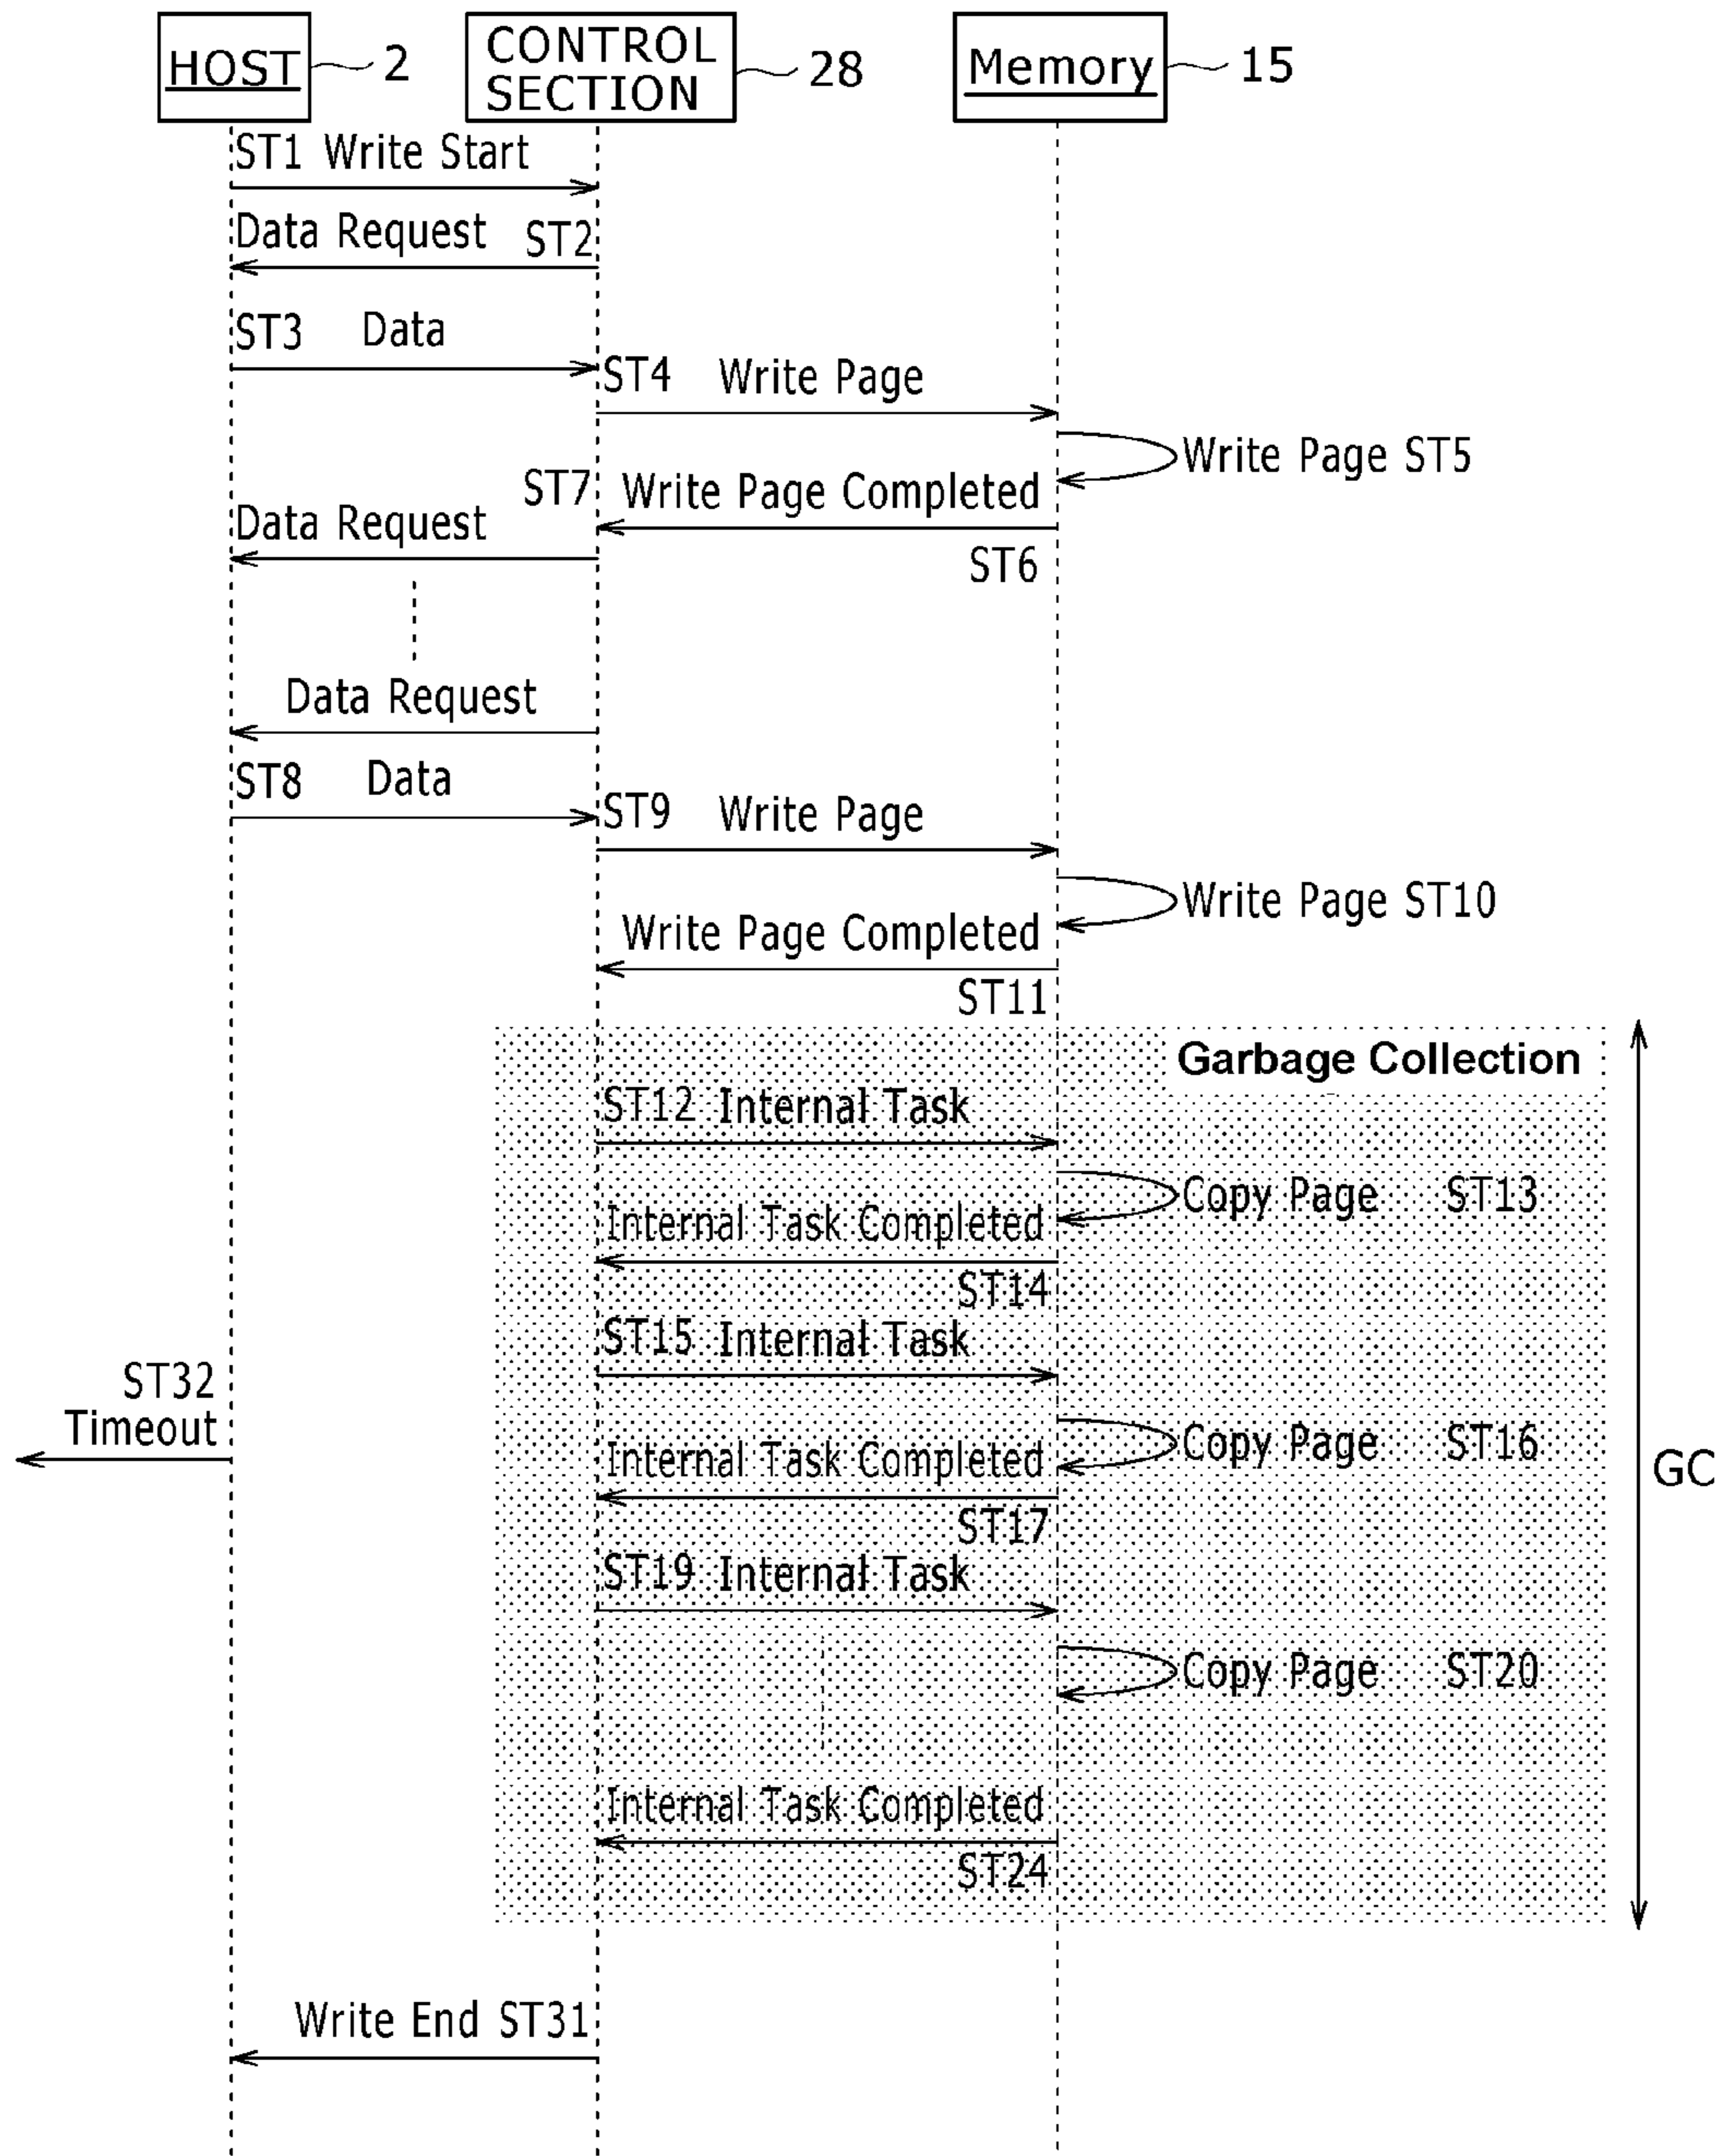 HOST 2
CONTROL
SECTION 28
Memory 15
ST1 Write Start
Data Request ST2
ST3 Data
ST4 Write Page
Write Page ST5
ST7 Write Page Completed
Data Request
ST6
Data Request
ST8 Data
ST9 Write Page
Write Page ST10
Write Page Completed
ST11
Garbage Collection
ST12 Internal Task
Copy Page ST13
Internal Task Completed
ST14
ST15 Internal Task
ST32
Timeout
Copy Page ST16
Internal Task Completed
GC
ST17
ST19 Internal Task
Copy Page ST20
Internal Task Completed
ST24
Write End ST31